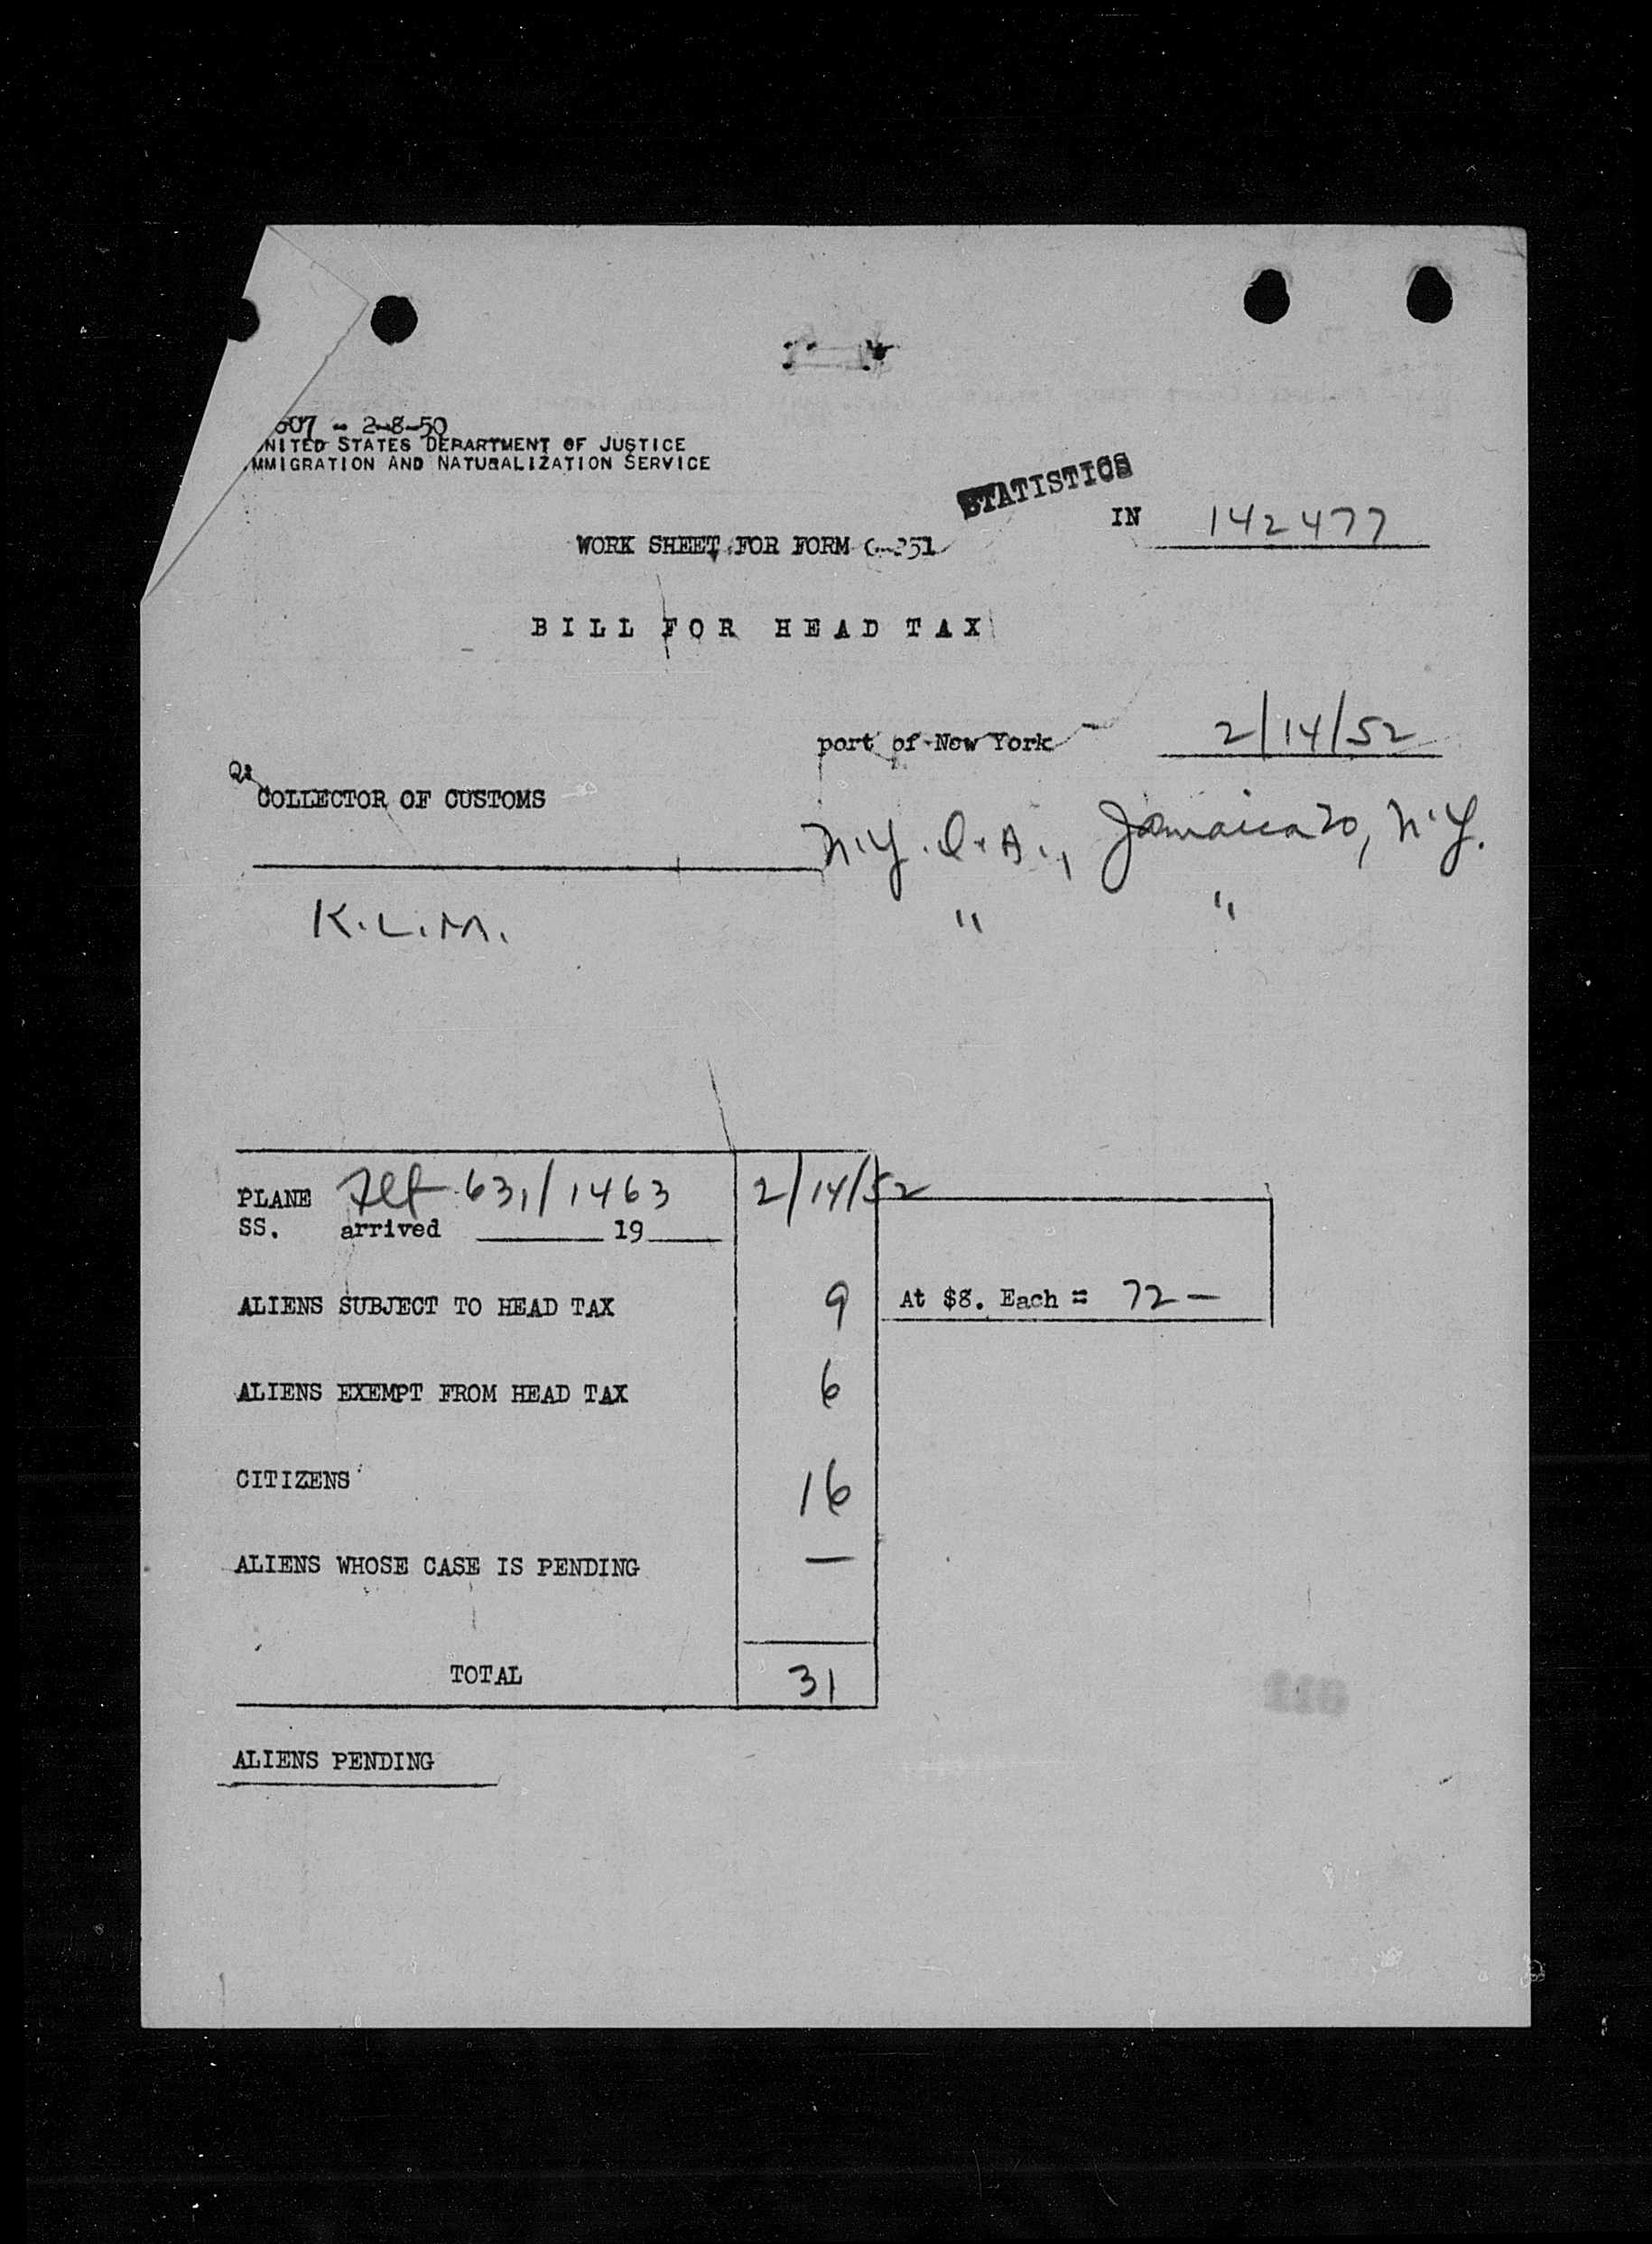 607 - 2-8-50
NITED STATES DEPARTMENT OF JUSTICE
MMIGRATION AND NATURALIZATION SERVICE
STATISTICS
IN 142477
WORK SHEET FOR FORM G-251
BILL FOR HEAD TAX
port of New York 2/14/52
COLLECTOR OF CUSTOMS
N.Y.I.A., Jamaica 20, N.Y.
K.L.M. " "
PLANE Flt 631/1463 2/14/52
SS. arrived 19
ALIENS SUBJECT TO HEAD TAX 9 At $8. Each = 72 —
ALIENS EXEMPT FROM HEAD TAX 6
CITIZENS 16
ALIENS WHOSE CASE IS PENDING —
TOTAL 31
ALIENS PENDING